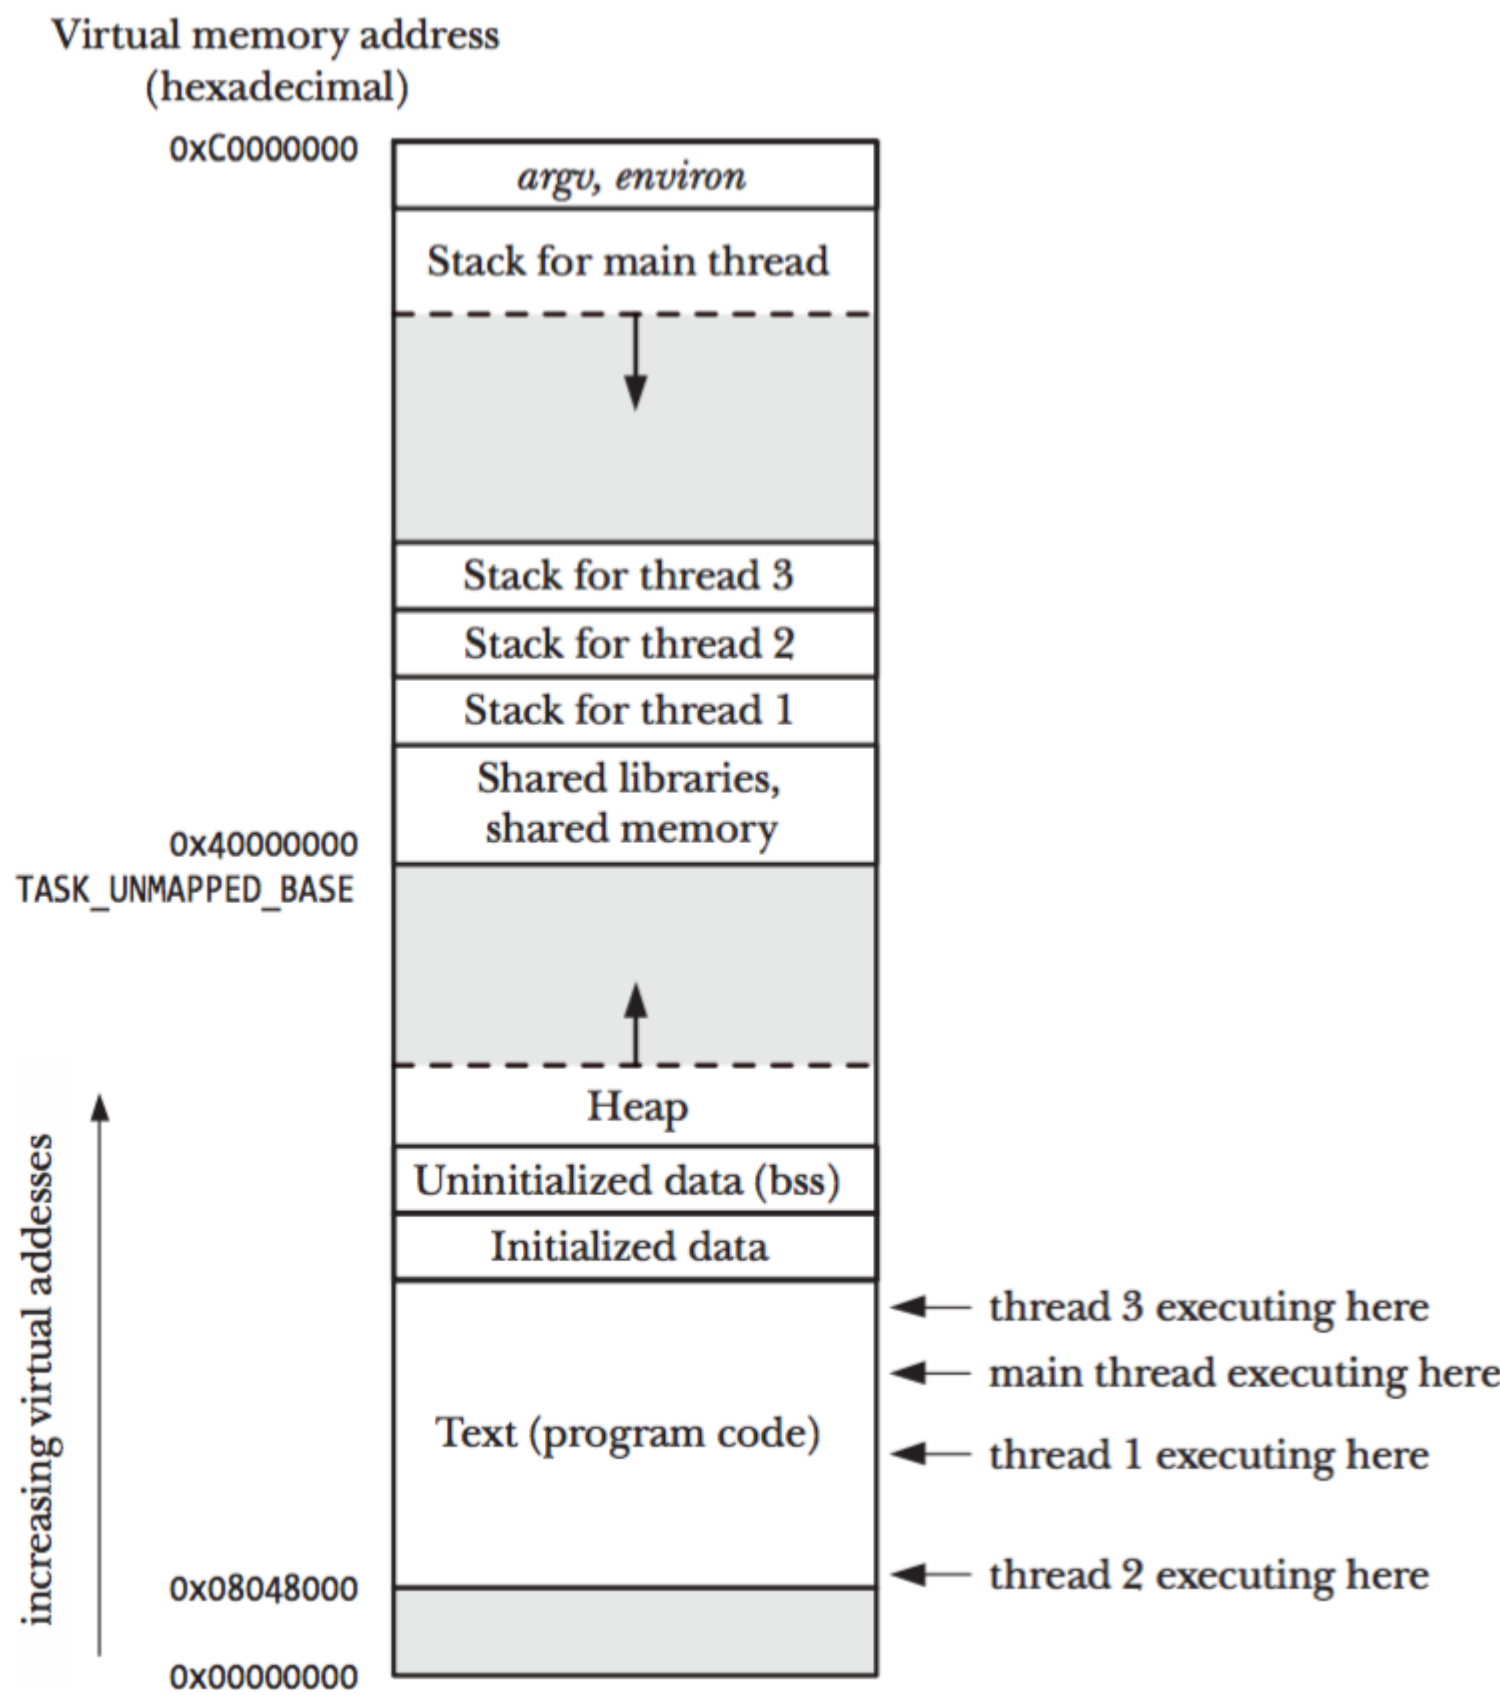 Virtual memory address
(hexadecimal)
0xC0000000
argv, environ
Stack for main thread
Stack for thread 3
Stack for thread 2
Stack for thread 1
Shared libraries,
shared memory
0x40000000
TASK_UNMAPPED_BASE
Heap
Uninitialized data (bss)
Initialized data
thread 3 executing here
main thread executing here
Text (program code)
thread 1 executing here
thread 2 executing here
0x08048000
0x00000000
increasing virtual addesses